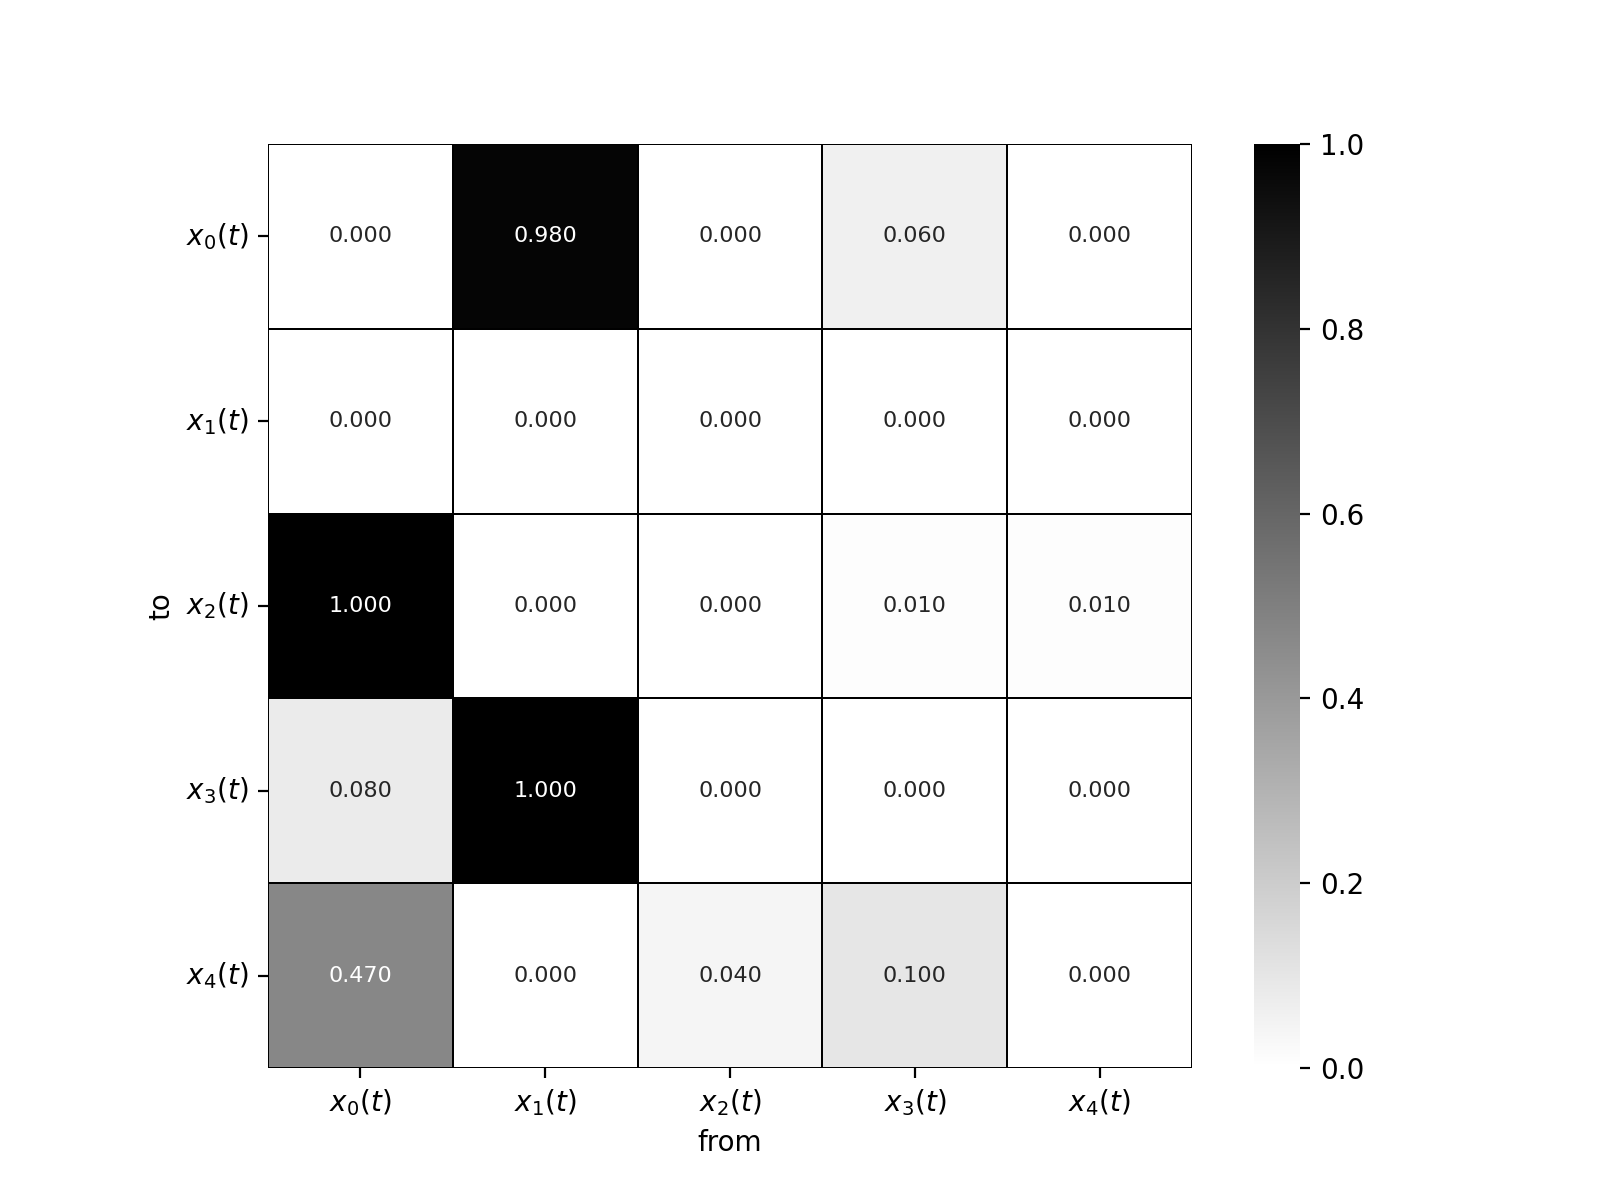 1.0
x₀(t) 0.000 0.980 0.000 0.060 0.000
0.8
x₁(t) 0.000 0.000 0.000 0.000 0.000
0.6
to x₂(t) 1.000 0.000 0.000 0.010 0.010
0.4
x₃(t) 0.080 1.000 0.000 0.000 0.000
0.2
x₄(t) 0.470 0.000 0.040 0.100 0.000
0.0
x₀(t) x₁(t) x₂(t) x₃(t) x₄(t)
from